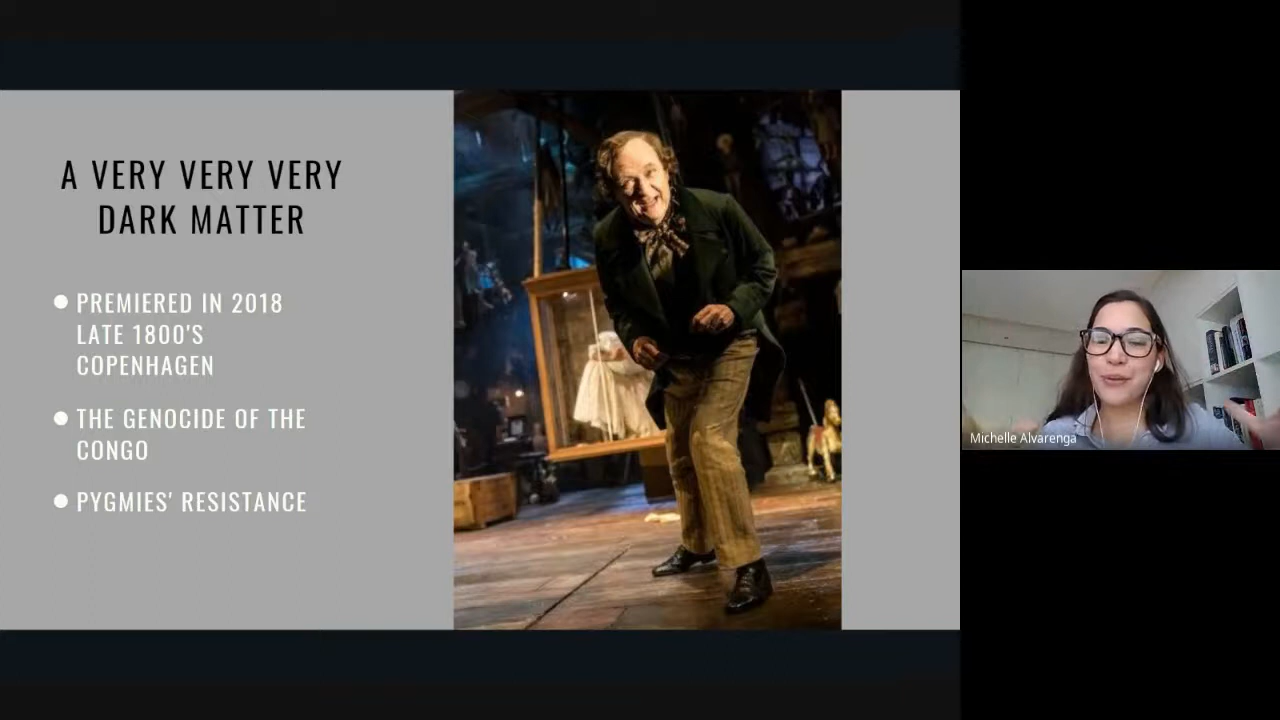 A VERY VERY VERY
DARK MATTER
PREMIERED IN 2018
LATE 1800'S
COPENHAGEN
THE GENOCIDE OF THE
CONGO
PYGMIES' RESISTANCE
Michelle Alvarenga